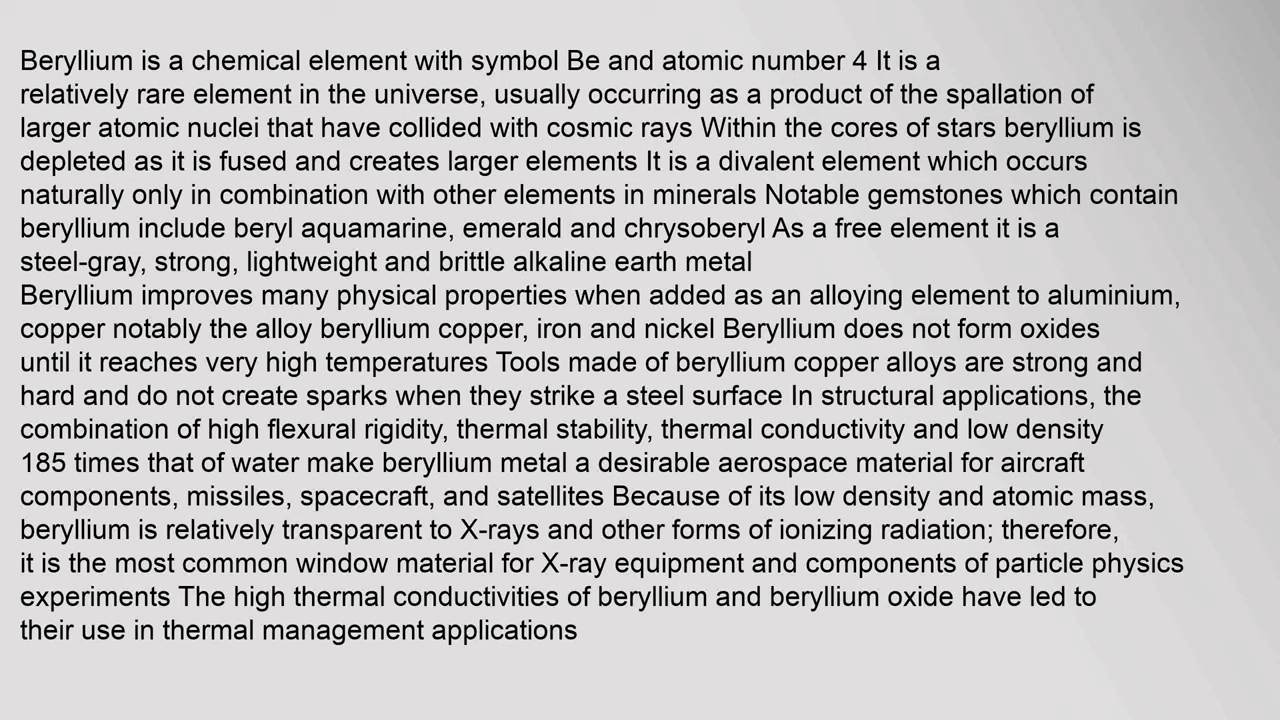 Beryllium is a chemical element with symbol Be and atomic number 4 It is a
relatively rare element in the universe, usually occurring as a product of the spallation of
larger atomic nuclei that have collided with cosmic rays Within the cores of stars beryllium is
depleted as it is fused and creates larger elements It is a divalent element which occurs
naturally only in combination with other elements in minerals Notable gemstones which contain
beryllium include beryl aquamarine, emerald and chrysoberyl As a free element it is a
steel-gray, strong, lightweight and brittle alkaline earth metal
Beryllium improves many physical properties when added as an alloying element to aluminium,
copper notably the alloy beryllium copper, iron and nickel Beryllium does not form oxides
until it reaches very high temperatures Tools made of beryllium copper alloys are strong and
hard and do not create sparks when they strike a steel surface In structural applications, the
combination of high flexural rigidity, thermal stability, thermal conductivity and low density
185 times that of water make beryllium metal a desirable aerospace material for aircraft
components, missiles, spacecraft, and satellites Because of its low density and atomic mass,
beryllium is relatively transparent to X-rays and other forms of ionizing radiation; therefore,
it is the most common window material for X-ray equipment and components of particle physics
experiments The high thermal conductivities of beryllium and beryllium oxide have led to
their use in thermal management applications